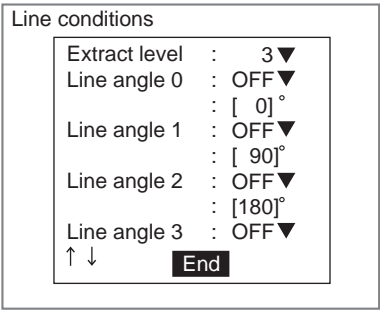 Line conditions
Extract level : 3▼
Line angle 0 : OFF▼
: [ 0]°
Line angle 1 : OFF▼
: [ 90]°
Line angle 2 : OFF▼
: [180]°
Line angle 3 : OFF▼
↑ ↓ End